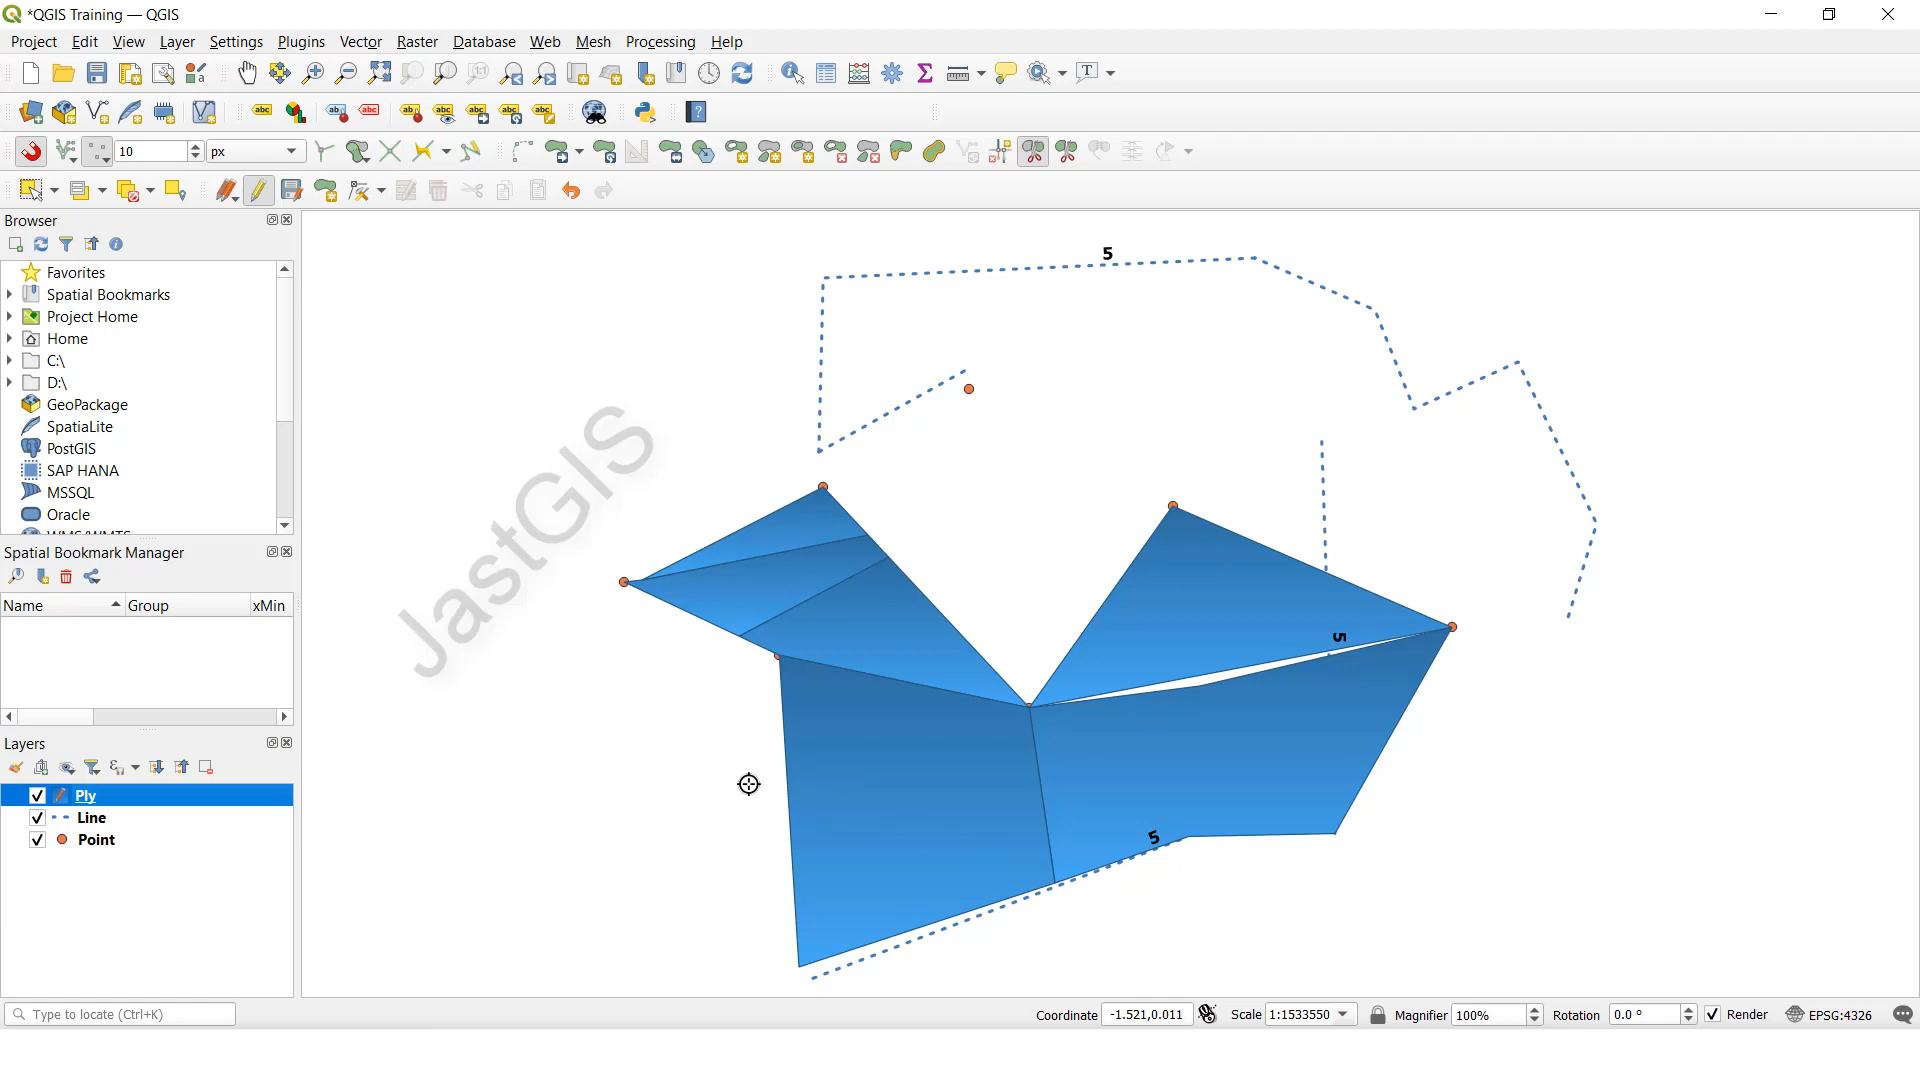 *QGIS Training — QGIS
Project Edit View Layer Settings Plugins Vector Raster Database Web Mesh Processing Help
10 px
Browser
Favorites
Spatial Bookmarks
Project Home
Home
C:\
D:\
GeoPackage
SpatiaLite
PostGIS
SAP HANA
MSSQL
Oracle
WMS/WMTS
Spatial Bookmark Manager
Name Group xMin
Layers
Ply
Line
Point
5
5
5
JastGIS
Type to locate (Ctrl+K)
Coordinate -1.521,0.011 Scale 1:1533550 Magnifier 100% Rotation 0.0 ° Render EPSG:4326